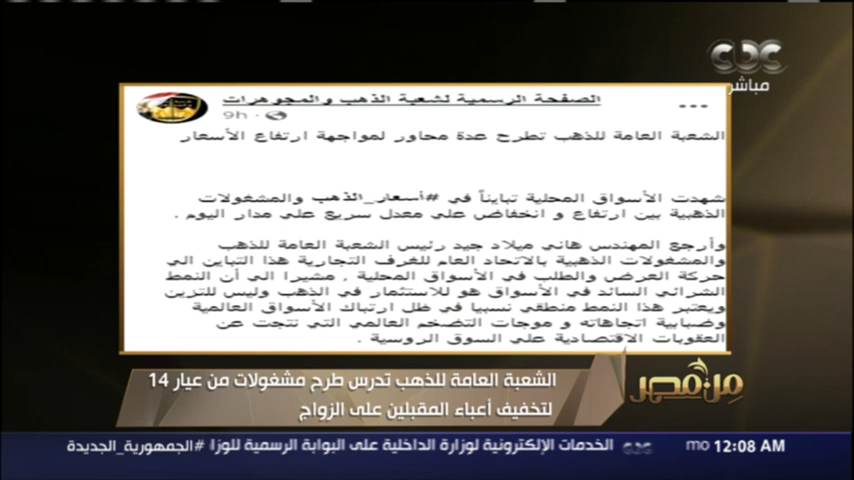 CBC
مباشر
الصفحة الرسمية لشعبة الذهب والمجوهرات
9h
الشعبة العامة للذهب تطرح عدة محاور لمواجهة ارتفاع الأسعار
شهدت الأسواق المحلية تبايناً في #أسعار_الذهب والمشغولات
الذهبية بين ارتفاع و انخفاض علي معدل سريع علي مدار اليوم .
وأرجع المهندس هاني ميلاد جيد رئيس الشعبة العامة للذهب
والمشغولات الذهبية بالاتحاد العام للغرف التجارية هذا التباين الي
حركة العرض والطلب في الأسواق المحلية , مشيرا الى أن النمط
الشرائي السائد في الأسواق هو للاستثمار في الذهب وليس للتزين
ويعتبر هذا النمط منطقي نسبيا في ظل ارتباك الأسواق العالمية
وضبابية اتجاهاته و موجات التضخم العالمي التي نتجت عن
العقوبات الاقتصادية على السوق الروسية .
الشعبة العامة للذهب تدرس طرح مشغولات من عيار 14
لتخفيف أعباء المقبلين على الزواج
من مصر
12:08 AM
mo الخدمات الإلكترونية لوزارة الداخلية على البوابة الرسمية للوزا #الجمهورية_الجديدة